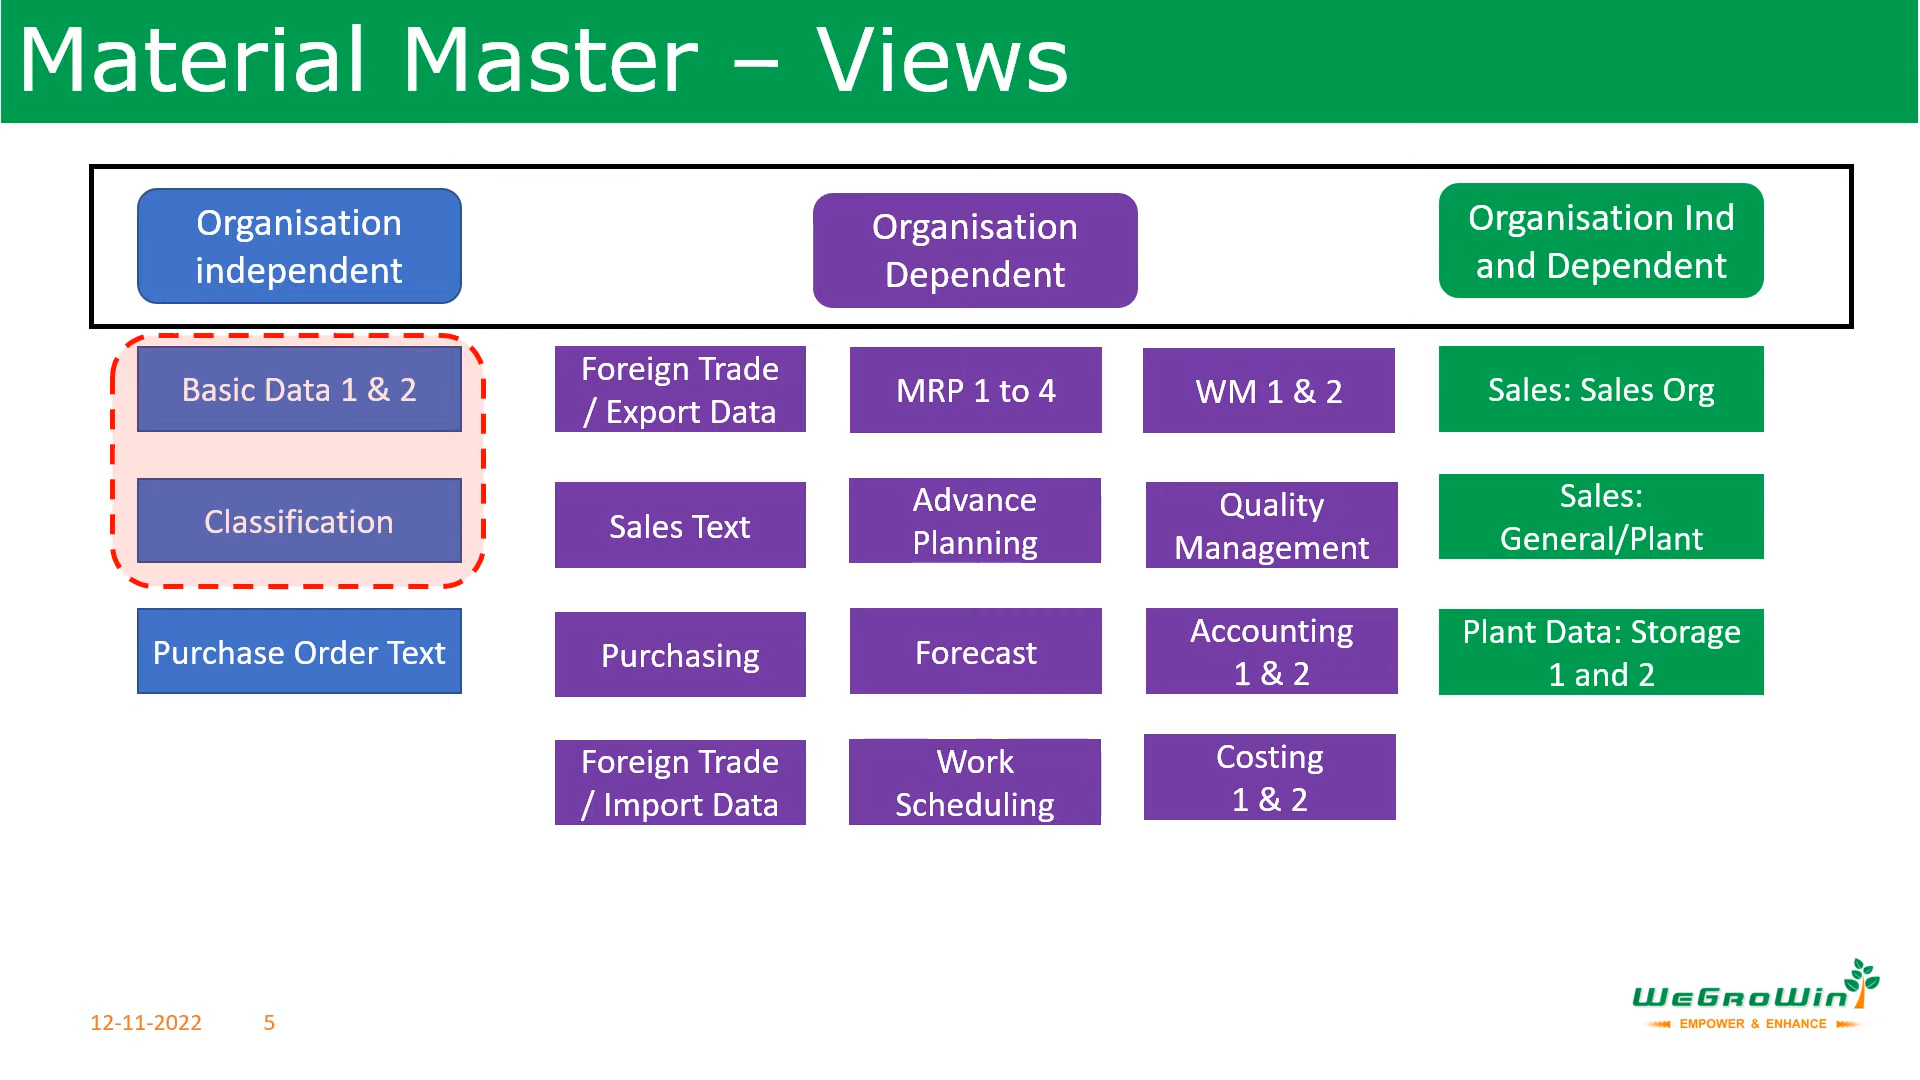 Material Master – Views
Organisation
independent
Organisation
Dependent
Organisation Ind
and Dependent
Basic Data 1 & 2
Foreign Trade
/ Export Data
MRP 1 to 4
WM 1 & 2
Sales: Sales Org
Classification
Sales Text
Advance
Planning
Quality
Management
Sales:
General/Plant
Purchase Order Text
Purchasing
Forecast
Accounting
1 & 2
Plant Data: Storage
1 and 2
Foreign Trade
/ Import Data
Work
Scheduling
Costing
1 & 2
12-11-2022 5
WeGroWin
EMPOWER & ENHANCE